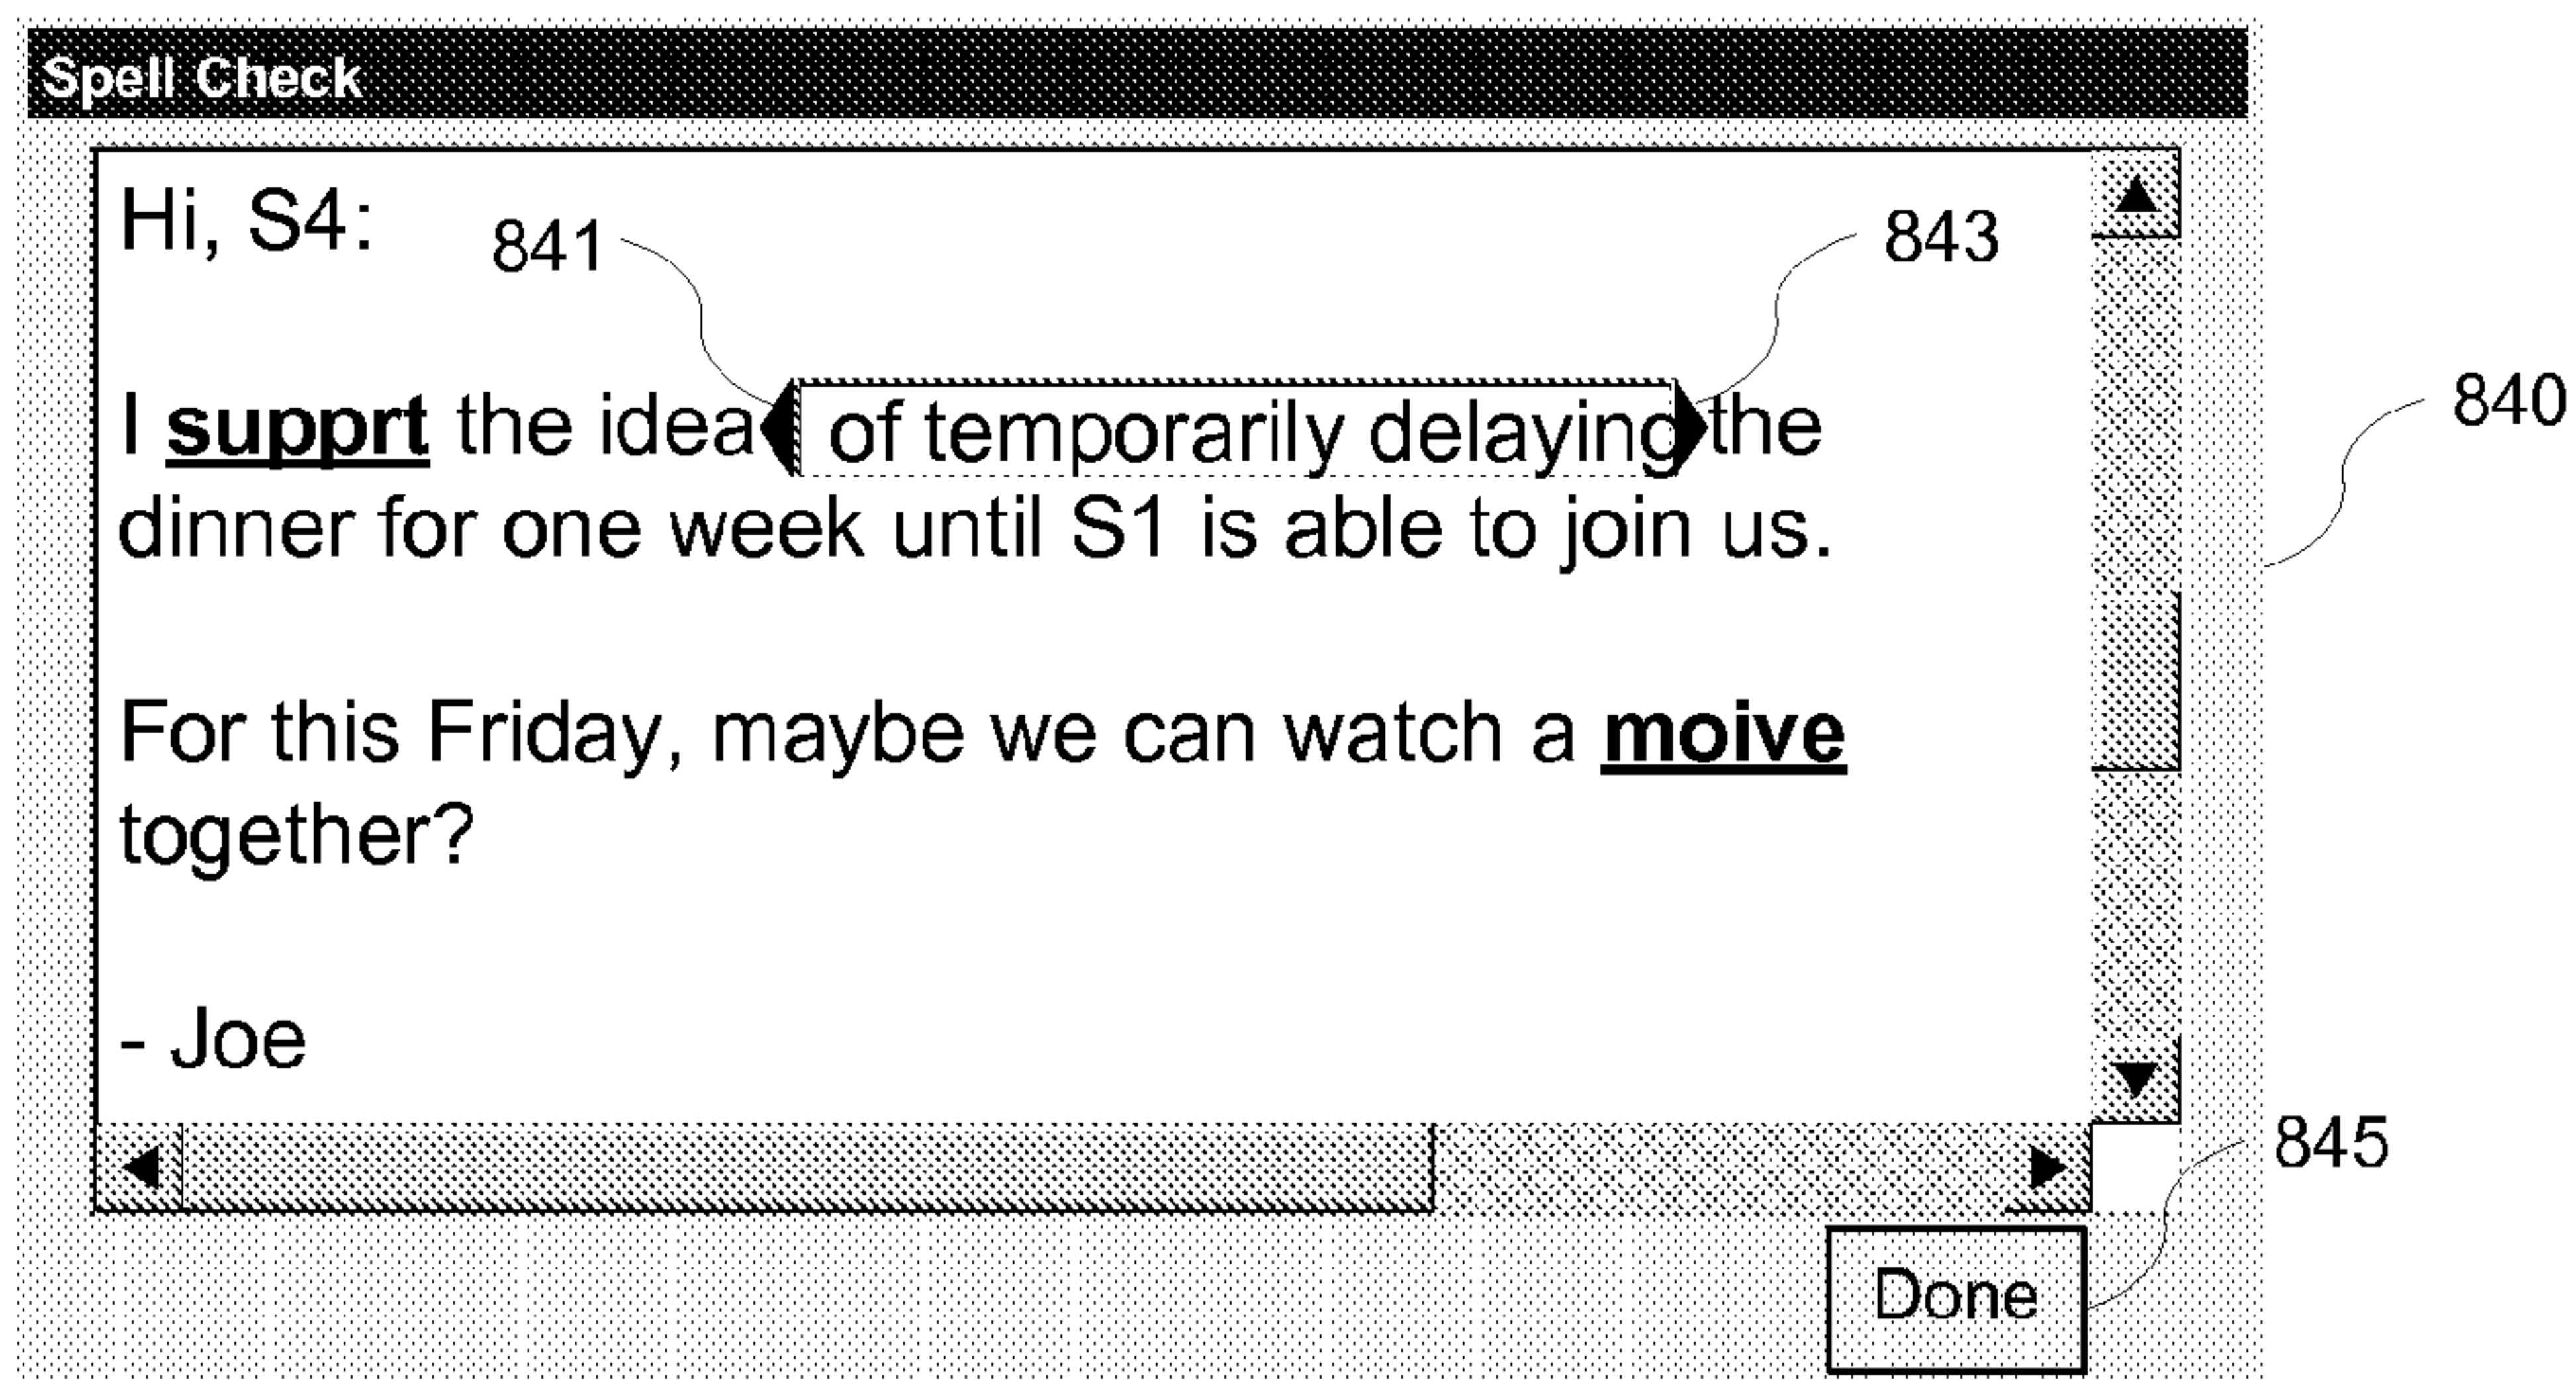 Spell Check
Hi, S4:
841
843
I supprt the idea of temporarily delaying the
840
dinner for one week until S1 is able to join us.
For this Friday, maybe we can watch a moive
together?
- Joe
845
Done